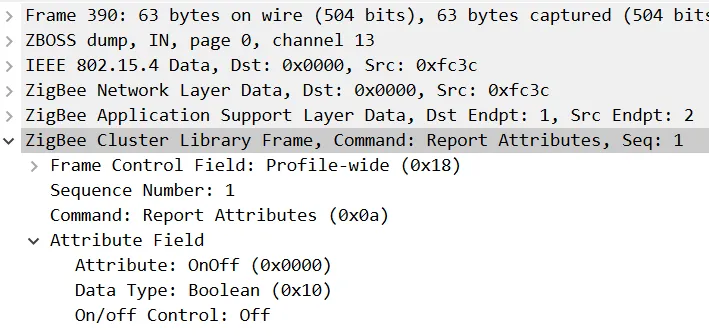 Frame 390: 63 bytes on wire (504 bits), 63 bytes captured (504 bits
ZBOSS dump, IN, page 0, channel 13
IEEE 802.15.4 Data, Dst: 0x0000, Src: 0xfc3c
ZigBee Network Layer Data, Dst: 0x0000, Src: 0xfc3c
ZigBee Application Support Layer Data, Dst Endpt: 1, Src Endpt: 2
ZigBee Cluster Library Frame, Command: Report Attributes, Seq: 1
Frame Control Field: Profile-wide (0x18)
Sequence Number: 1
Command: Report Attributes (0x0a)
Attribute Field
Attribute: OnOff (0x0000)
Data Type: Boolean (0x10)
On/off Control: Off